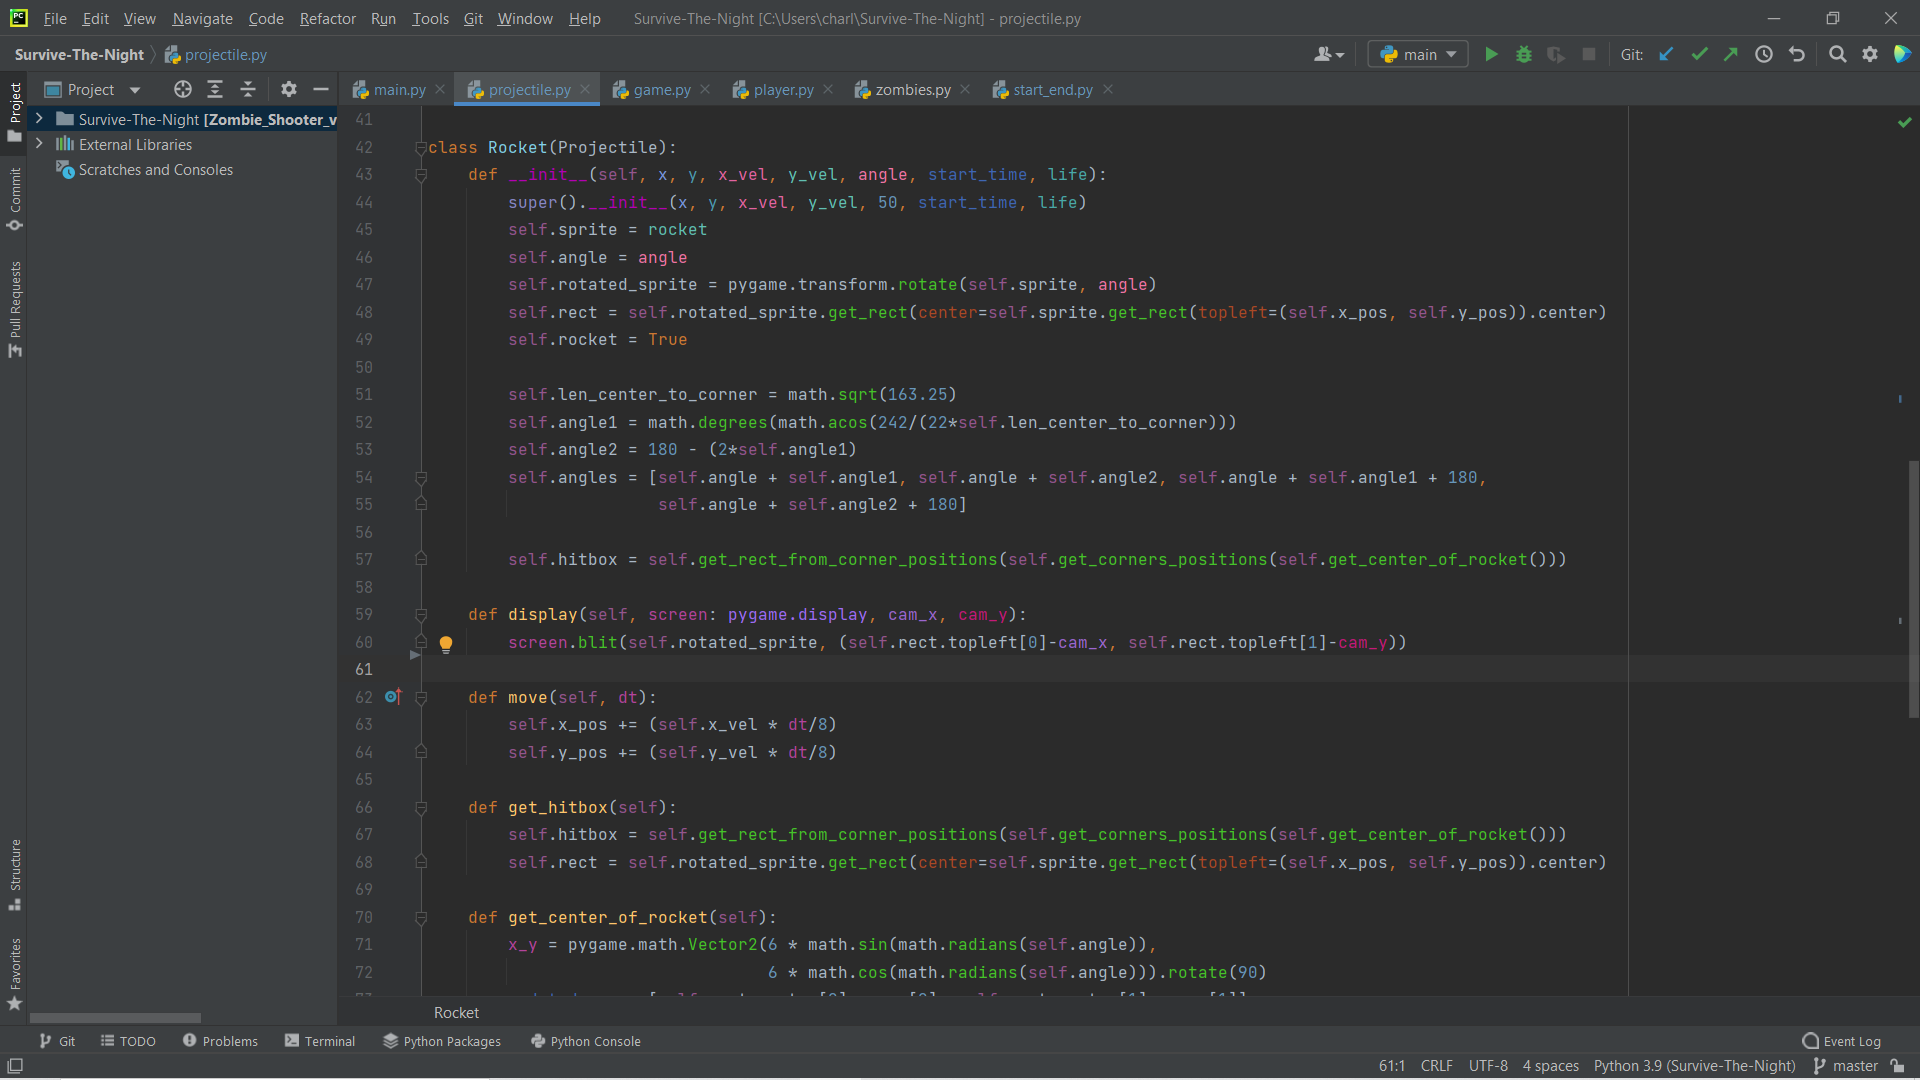 File Edit View Navigate Code Refactor Run Tools Git Window Help Survive-The-Night [C:\Users\charl\Survive-The-Night] - projectile.py
Survive-The-Night projectile.py main Git:
Project
Project
main.py projectile.py game.py player.py zombies.py start_end.py
Survive-The-Night [Zombie_Shooter_v
External Libraries
Scratches and Consoles
Commit
Pull Requests
Structure
Favorites
41
42 class Rocket(Projectile):
43 def __init__(self, x, y, x_vel, y_vel, angle, start_time, life):
44 super().__init__(x, y, x_vel, y_vel, 50, start_time, life)
45 self.sprite = rocket
46 self.angle = angle
47 self.rotated_sprite = pygame.transform.rotate(self.sprite, angle)
48 self.rect = self.rotated_sprite.get_rect(center=self.sprite.get_rect(topleft=(self.x_pos, self.y_pos)).center)
49 self.rocket = True
50
51 self.len_center_to_corner = math.sqrt(163.25)
52 self.angle1 = math.degrees(math.acos(242/(22*self.len_center_to_corner)))
53 self.angle2 = 180 - (2*self.angle1)
54 self.angles = [self.angle + self.angle1, self.angle + self.angle2, self.angle + self.angle1 + 180,
55 self.angle + self.angle2 + 180]
56
57 self.hitbox = self.get_rect_from_corner_positions(self.get_corners_positions(self.get_center_of_rocket()))
58
59 def display(self, screen: pygame.display, cam_x, cam_y):
60 screen.blit(self.rotated_sprite, (self.rect.topleft[0]-cam_x, self.rect.topleft[1]-cam_y))
61
62 def move(self, dt):
63 self.x_pos += (self.x_vel * dt/8)
64 self.y_pos += (self.y_vel * dt/8)
65
66 def get_hitbox(self):
67 self.hitbox = self.get_rect_from_corner_positions(self.get_corners_positions(self.get_center_of_rocket()))
68 self.rect = self.rotated_sprite.get_rect(center=self.sprite.get_rect(topleft=(self.x_pos, self.y_pos)).center)
69
70 def get_center_of_rocket(self):
71 x_y = pygame.math.Vector2(6 * math.sin(math.radians(self.angle)),
72 6 * math.cos(math.radians(self.angle))).rotate(90)
Rocket
Git TODO Problems Terminal Python Packages Python Console Event Log
61:1 CRLF UTF-8 4 spaces Python 3.9 (Survive-The-Night) master